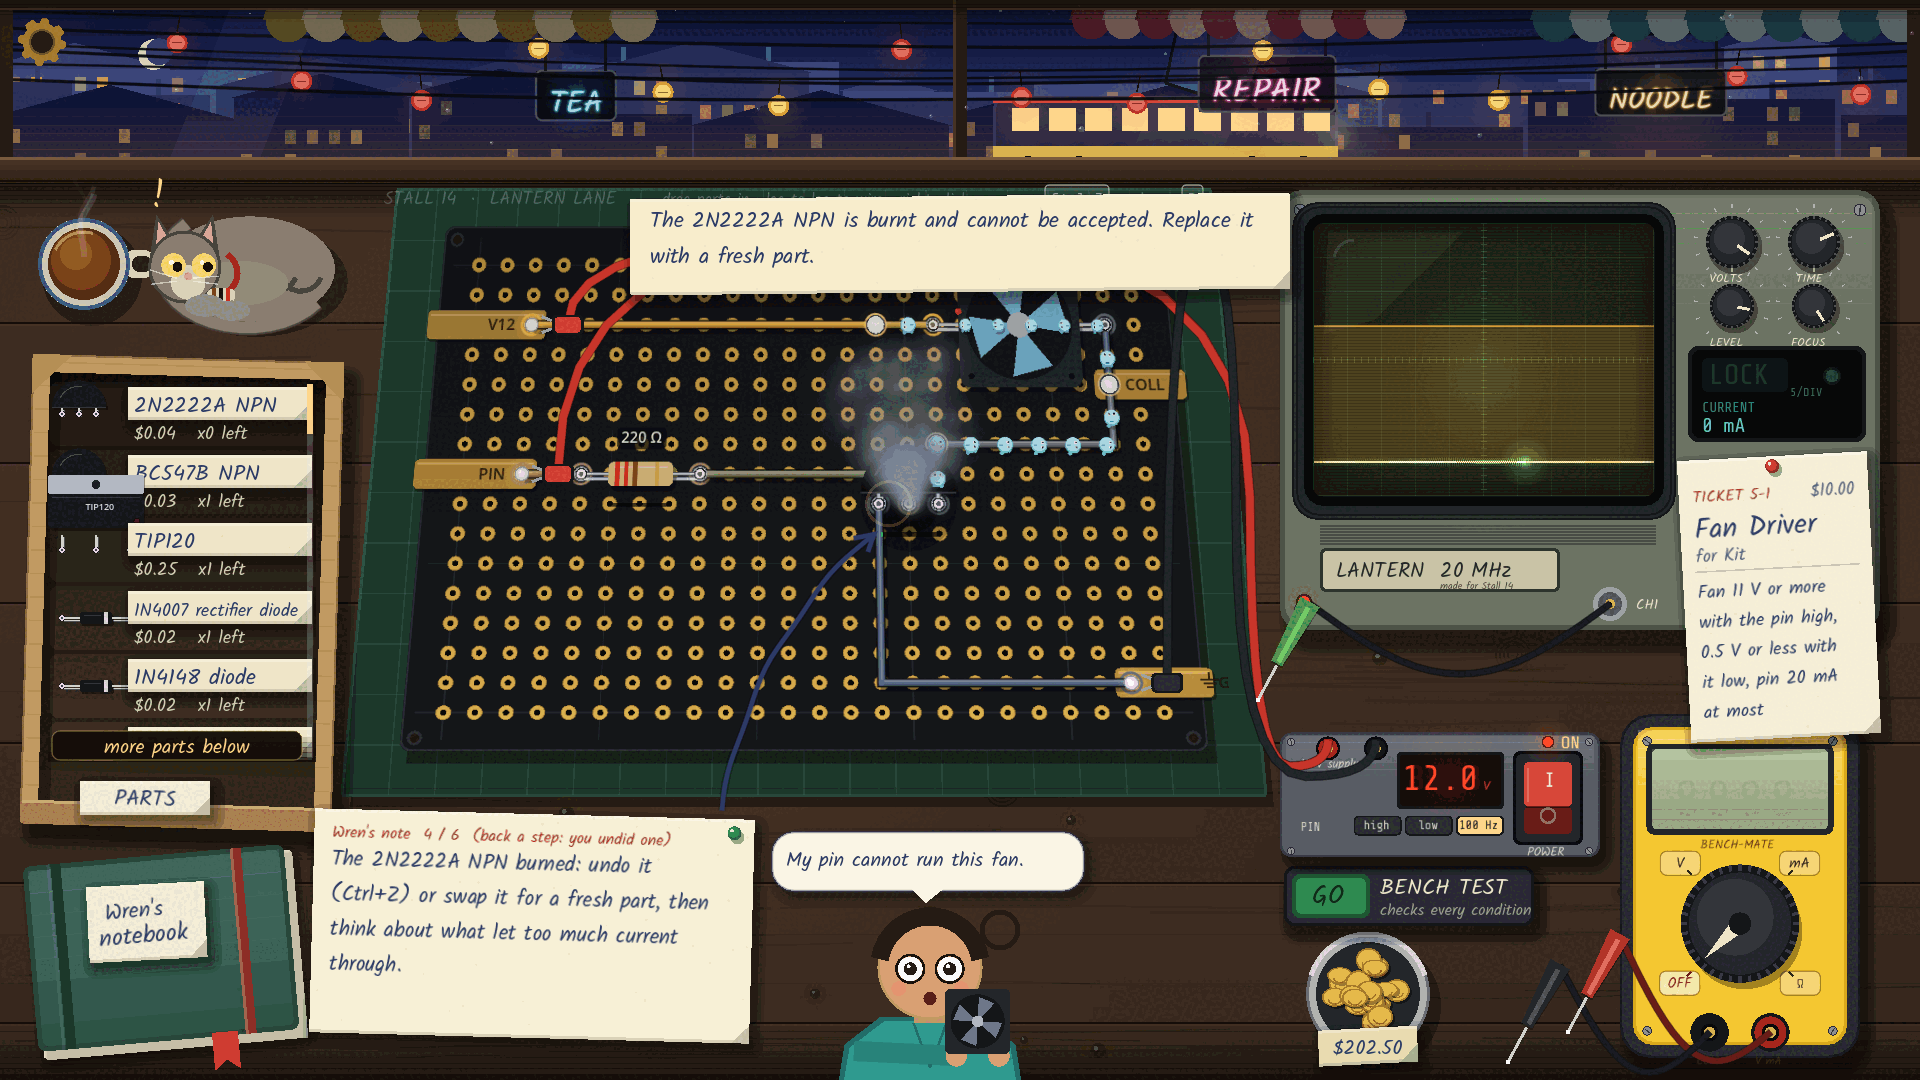 TEA
REPAIR
NOODLE
STALL 14 · LANTERN LANE
The 2N2222A NPN is burnt and cannot be accepted. Replace it
with a fresh part.
V12
COLL
220 Ω
PIN
G
2N2222A NPN
$0.04 x0 left
BC547B NPN
0.03 x1 left
TIP120
TIP120
$0.25 x1 left
1N4007 rectifier diode
$0.02 x1 left
1N4148 diode
$0.02 x1 left
more parts below
PARTS
Wren's
notebook
Wren's note 4 / 6 (back a step: you undid one)
The 2N2222A NPN burned: undo it
(Ctrl+Z) or swap it for a fresh part, then
think about what let too much current
through.
My pin cannot run this fan.
VOLTS
TIME
LEVEL
FOCUS
LOCK
5/DIV
CURRENT
0 mA
LANTERN 20 MHz
made for Stall 14
CH1
TICKET 5-1 $10.00
Fan Driver
for Kit
Fan 11 V or more
with the pin high,
0.5 V or less with
it low, pin 20 mA
at most
supply
12.0 V
ON
I
PIN
high
low
100 Hz
POWER
GO
BENCH TEST
checks every condition
$202.50
BENCH-MATE
V
mA
OFF
Ω
V mA